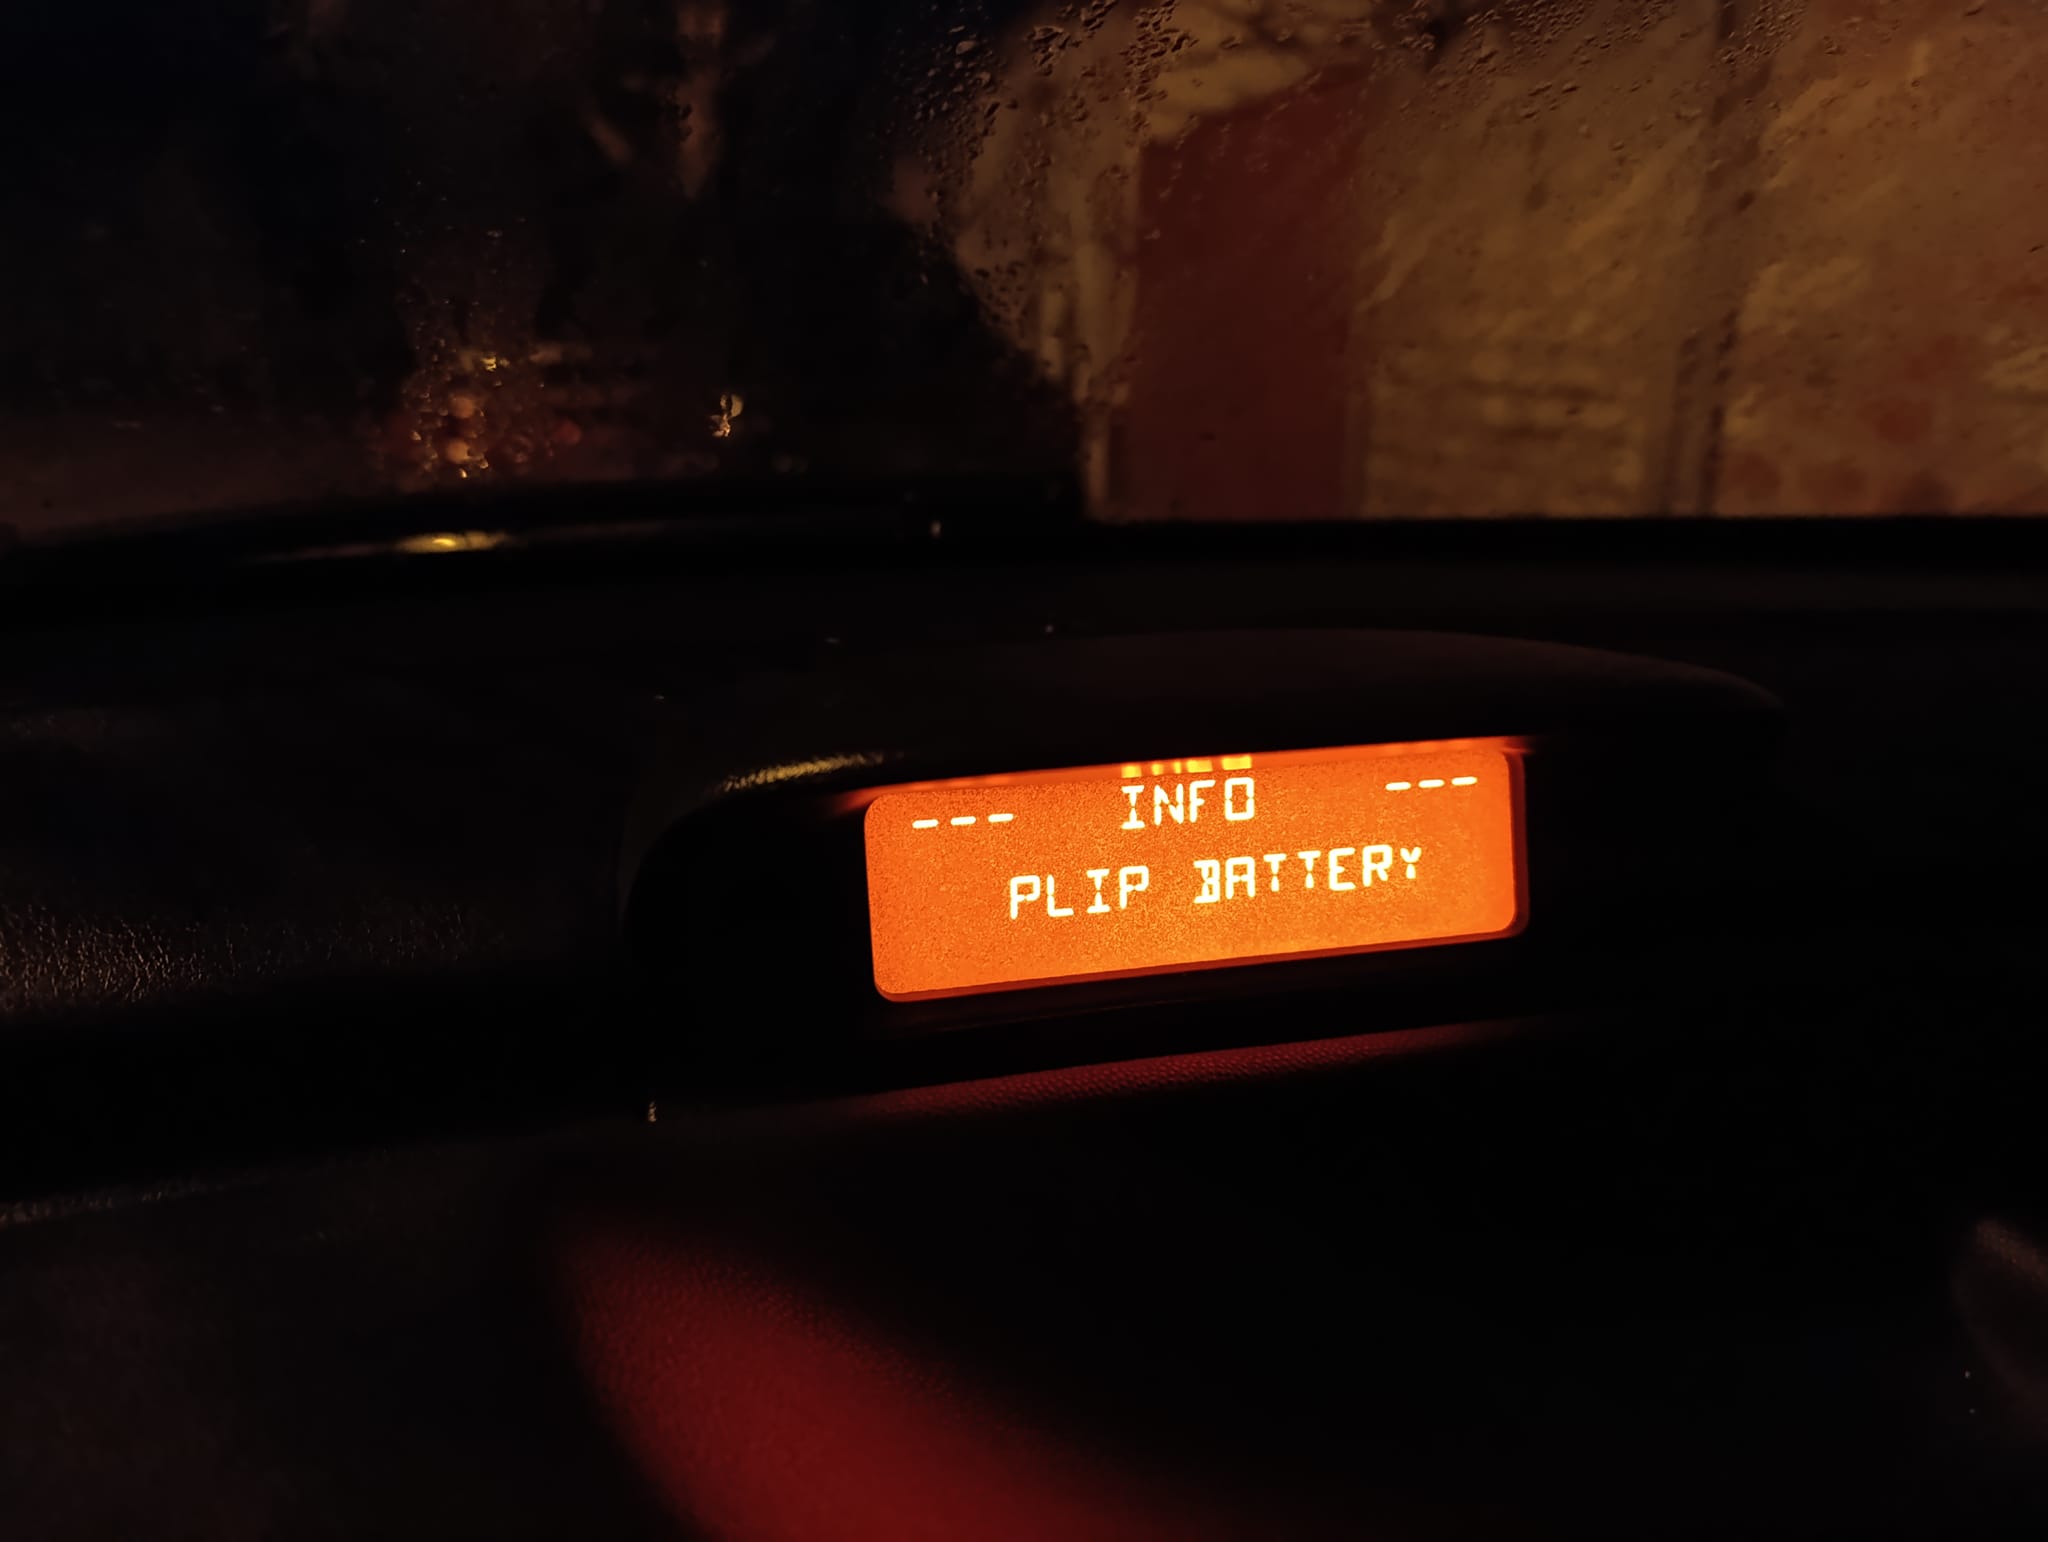 --- INFO ---
PLIP BATTERY